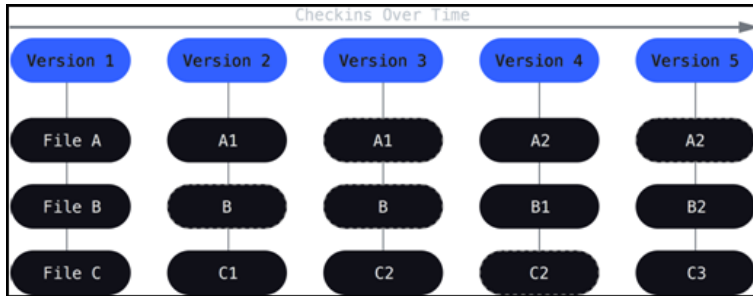 Checkins Over Time
Version 1 Version 2 Version 3 Version 4 Version 5
File A A1 A1 A2 A2
File B B B B1 B2
File C C1 C2 C2 C3